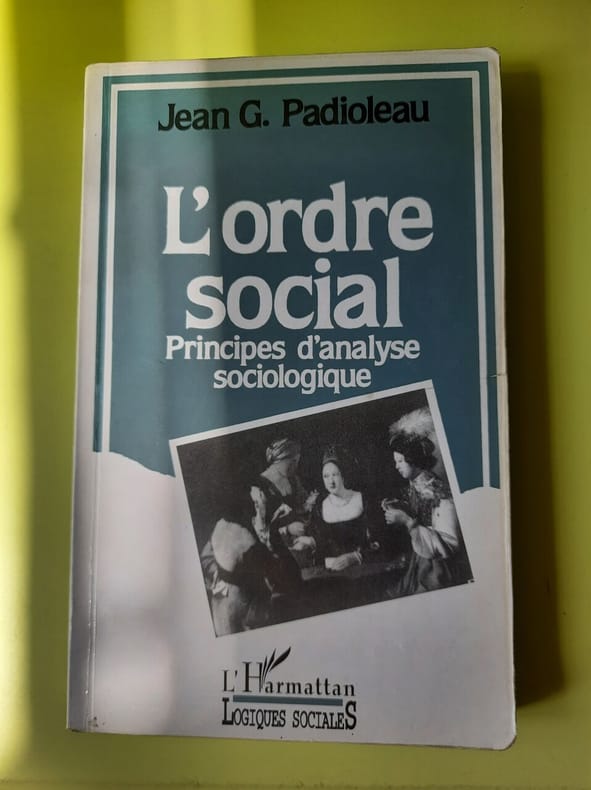 Jean G. Padioleau
L'ordre
social
Principes d'analyse
sociologique
L'Harmattan
LOGIQUES SOCIALES